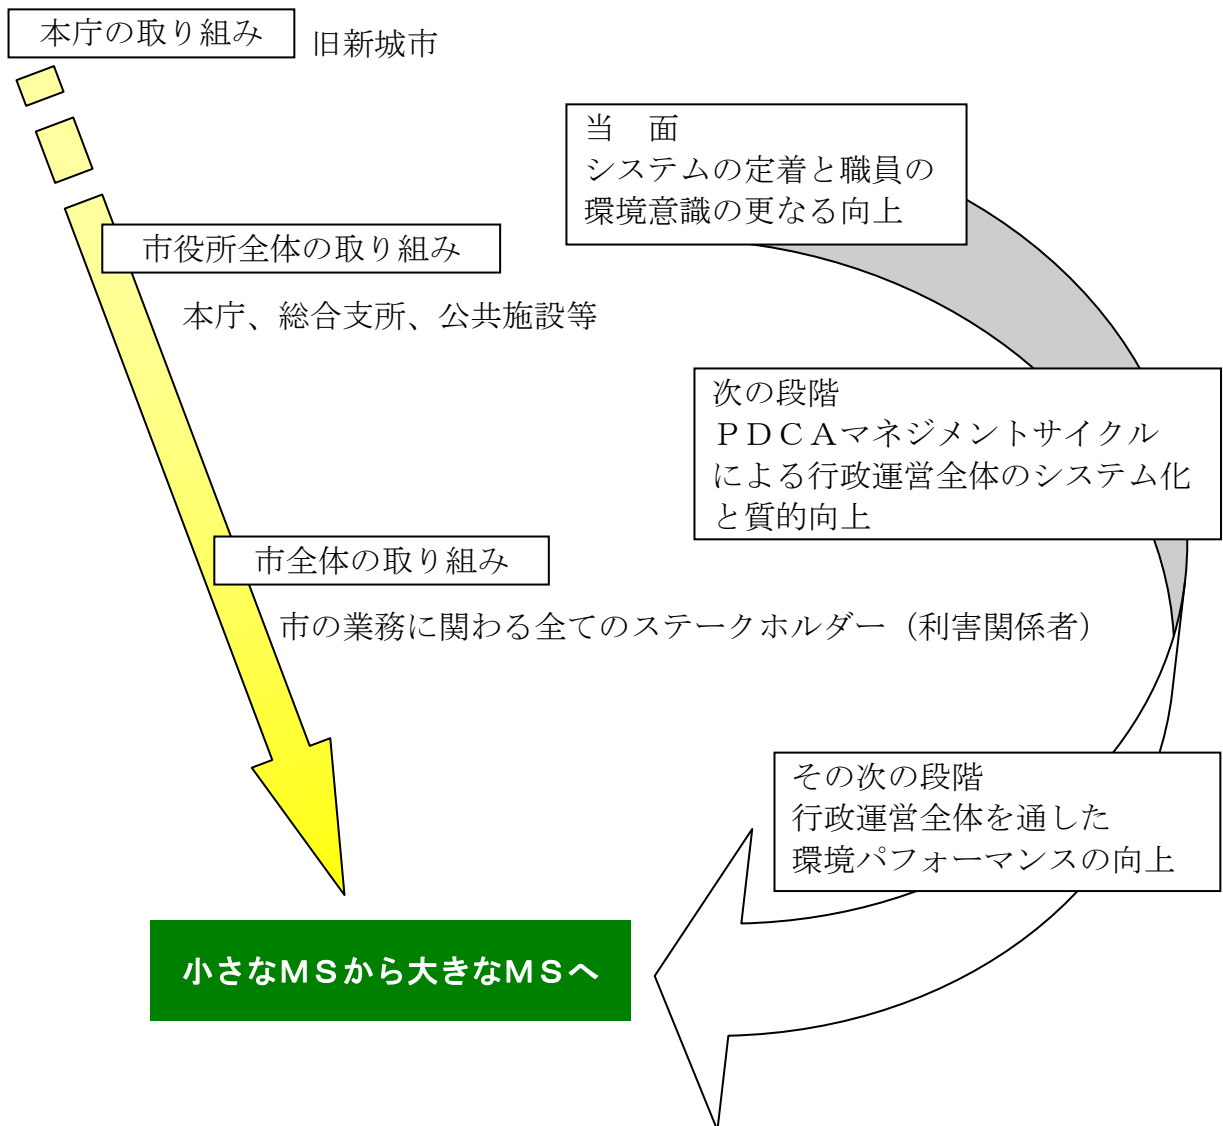 本庁の取り組み
旧新城市
当　面
システムの定着と職員の
環境意識の更なる向上
市役所全体の取り組み
本庁、総合支所、公共施設等
次の段階
ＰＤＣＡマネジメントサイクル
による行政運営全体のシステム化
と質的向上
市全体の取り組み
市の業務に関わる全てのステークホルダー（利害関係者）
その次の段階
行政運営全体を通した
環境パフォーマンスの向上
小さなＭＳから大きなＭＳへ